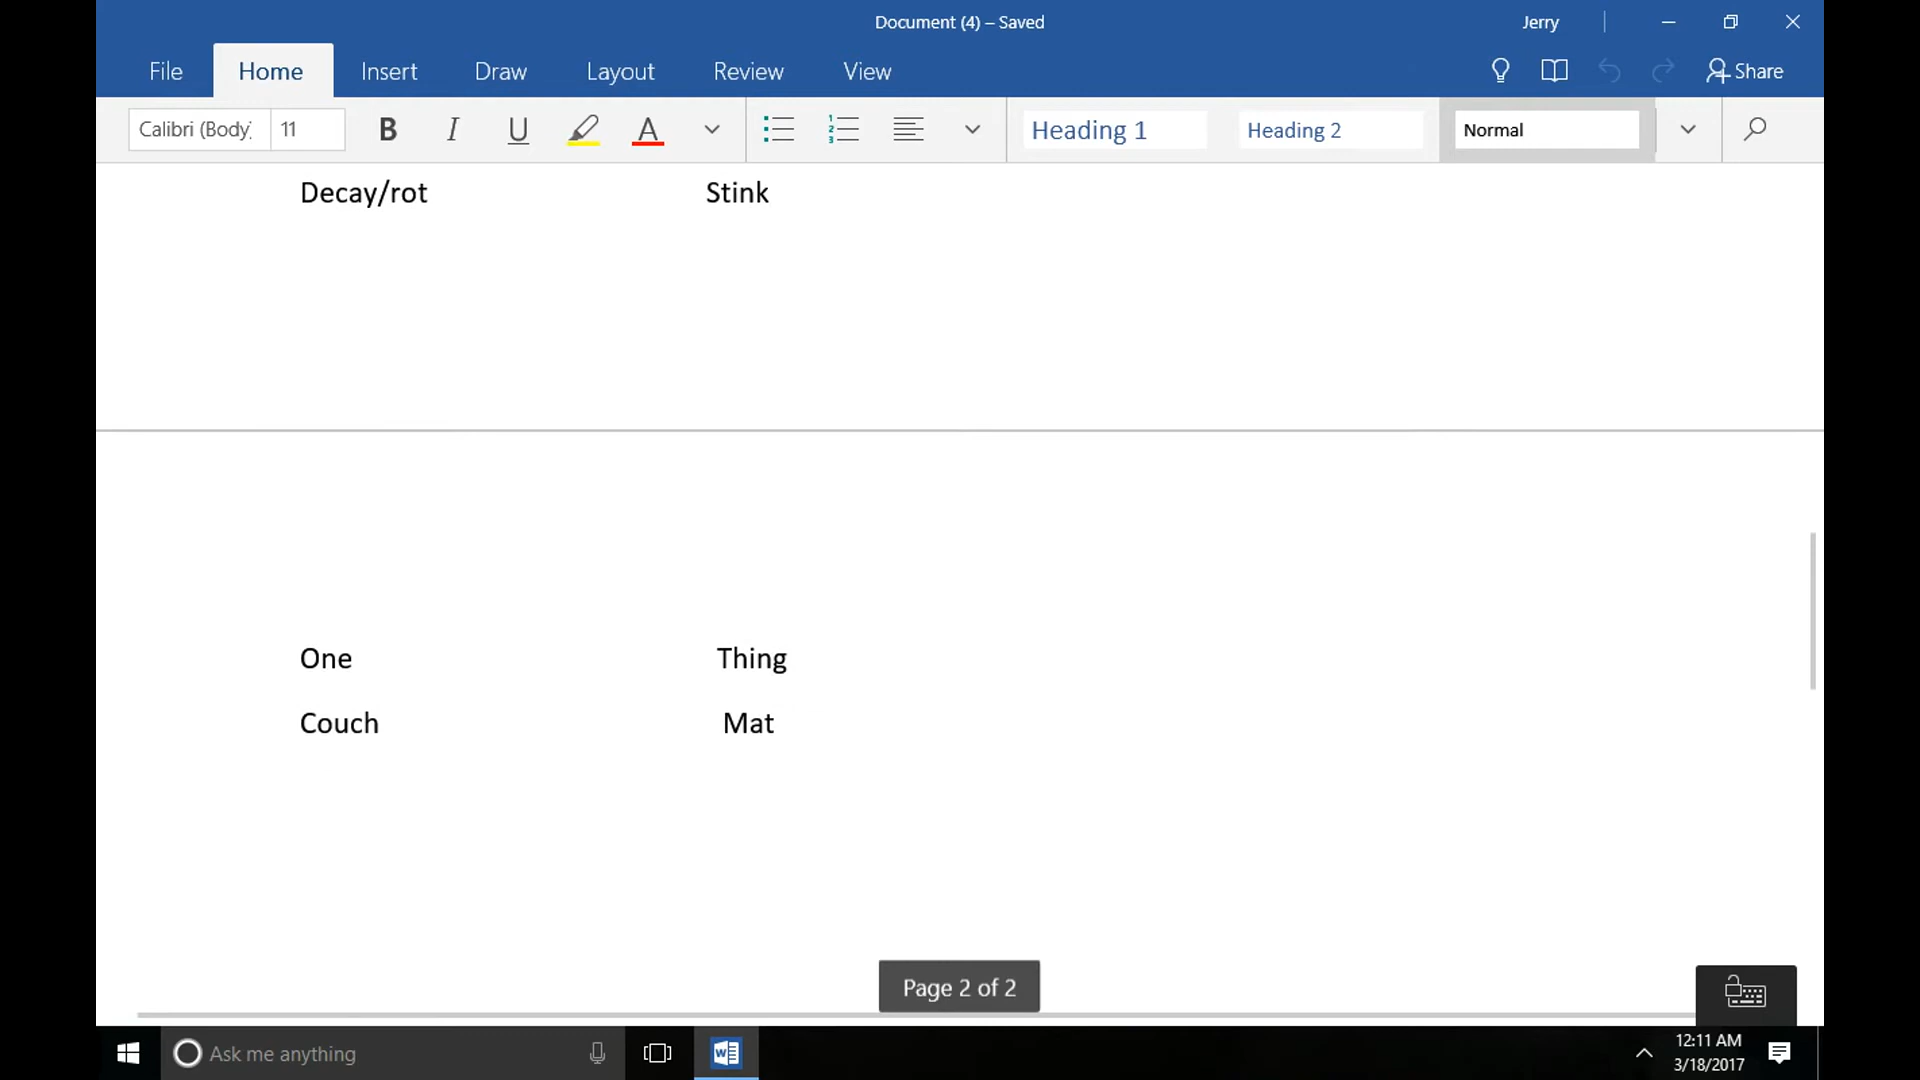 Document (4) – Saved
Jerry
File Home Insert Draw Layout Review View
Share
Calibri (Body) 11 B I U A Heading 1 Heading 2 Normal
Decay/rot Stink
One Thing
Couch Mat
Page 2 of 2
Ask me anything
12:11 AM
3/18/2017